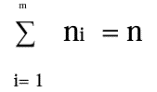 m
∑ nᵢ = n
i= 1